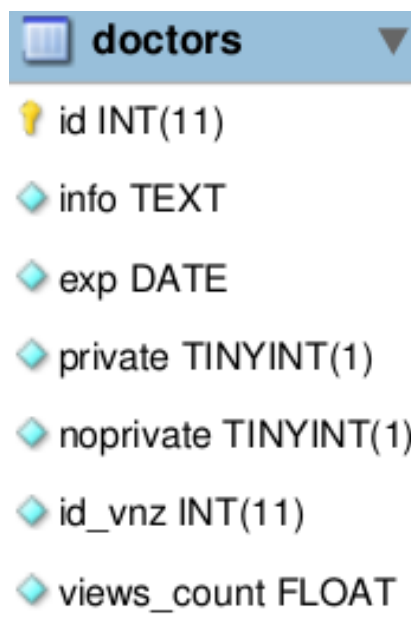 doctors
id INT(11)
info TEXT
exp DATE
private TINYINT(1)
noprivate TINYINT(1)
id_vnz INT(11)
views_count FLOAT